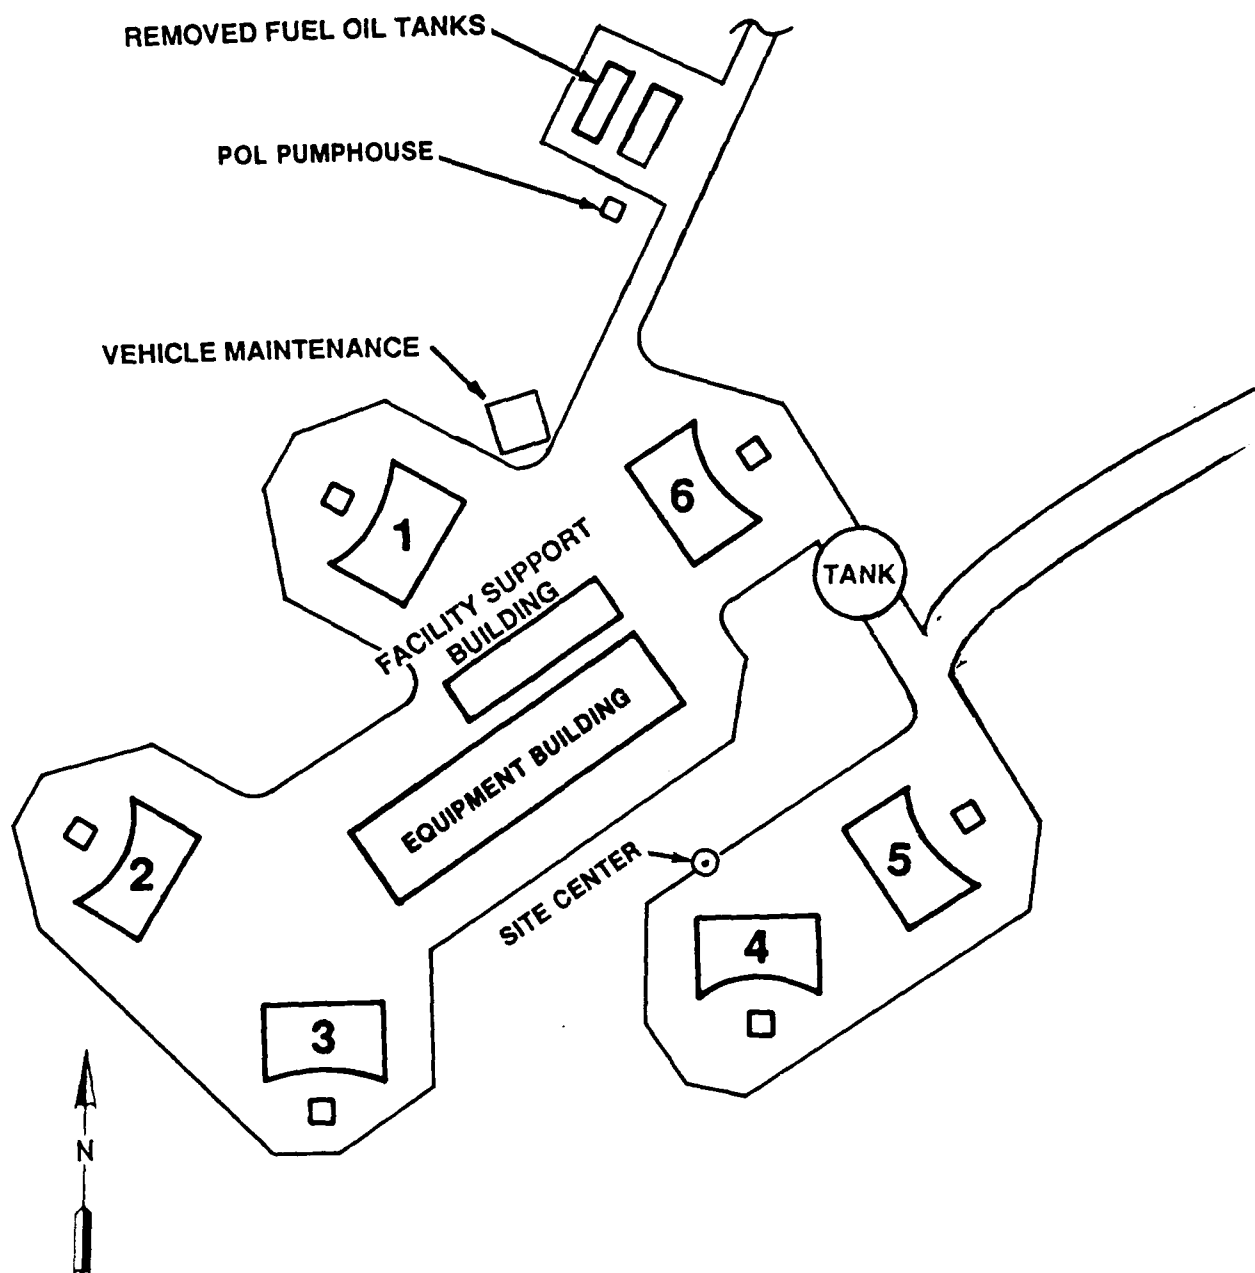 REMOVED FUEL OIL TANKS
POL PUMPHOUSE
VEHICLE MAINTENANCE
6
1
TANK
FACILITY SUPPORT
BUILDING
EQUIPMENT BUILDING
2
SITE CENTER
5
4
3
N